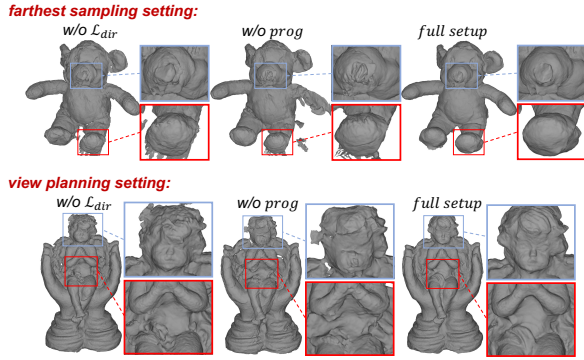 farthest sampling setting:
w/o ℒ_dir
w/o prog
full setup
view planning setting:
w/o ℒ_dir
w/o prog
full setup